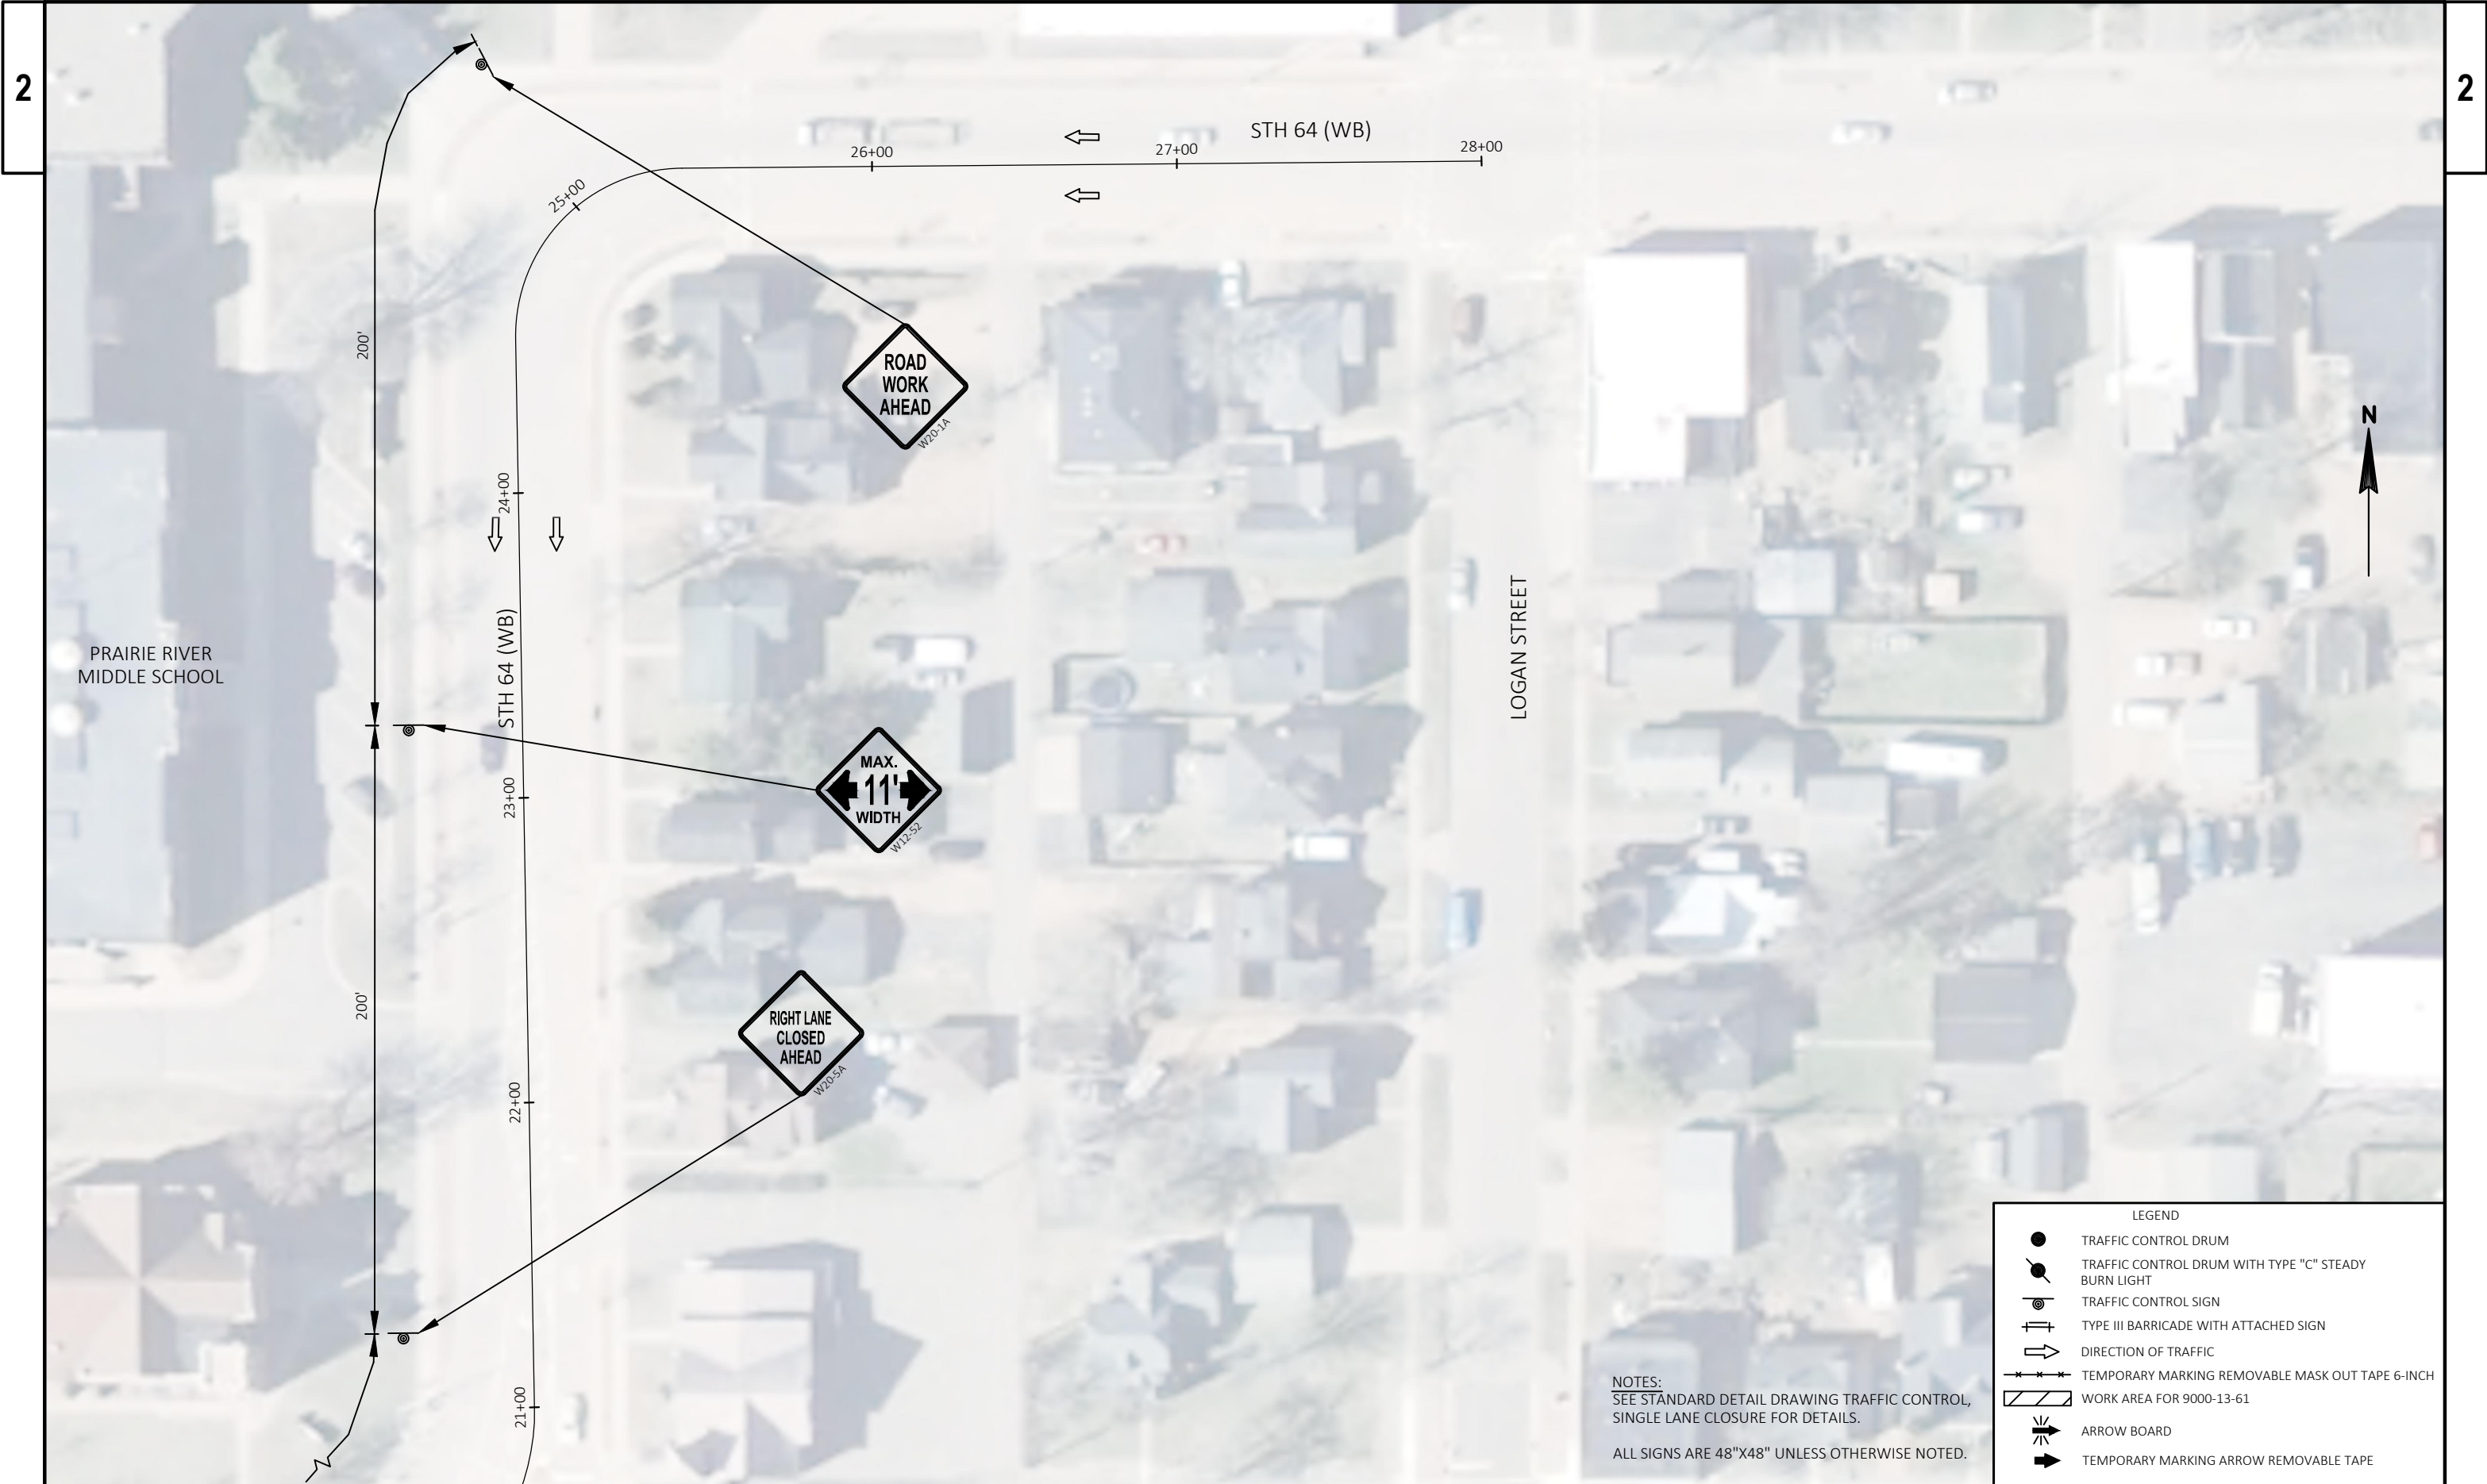 2
2
STH 64 (WB)
26+00
27+00
28+00
25+00
200'
ROAD
WORK
AHEAD
W20-1A
N
24+00
STH 64 (WB)
LOGAN STREET
PRAIRIE RIVER
MIDDLE SCHOOL
MAX.
11'
WIDTH
W12-52
23+00
200'
RIGHT LANE
CLOSED
AHEAD
W20-5A
22+00
21+00
NOTES:
SEE STANDARD DETAIL DRAWING TRAFFIC CONTROL,
SINGLE LANE CLOSURE FOR DETAILS.
ALL SIGNS ARE 48"X48" UNLESS OTHERWISE NOTED.
LEGEND
TRAFFIC CONTROL DRUM
TRAFFIC CONTROL DRUM WITH TYPE "C" STEADY
BURN LIGHT
TRAFFIC CONTROL SIGN
TYPE III BARRICADE WITH ATTACHED SIGN
DIRECTION OF TRAFFIC
TEMPORARY MARKING REMOVABLE MASK OUT TAPE 6-INCH
WORK AREA FOR 9000-13-61
ARROW BOARD
TEMPORARY MARKING ARROW REMOVABLE TAPE